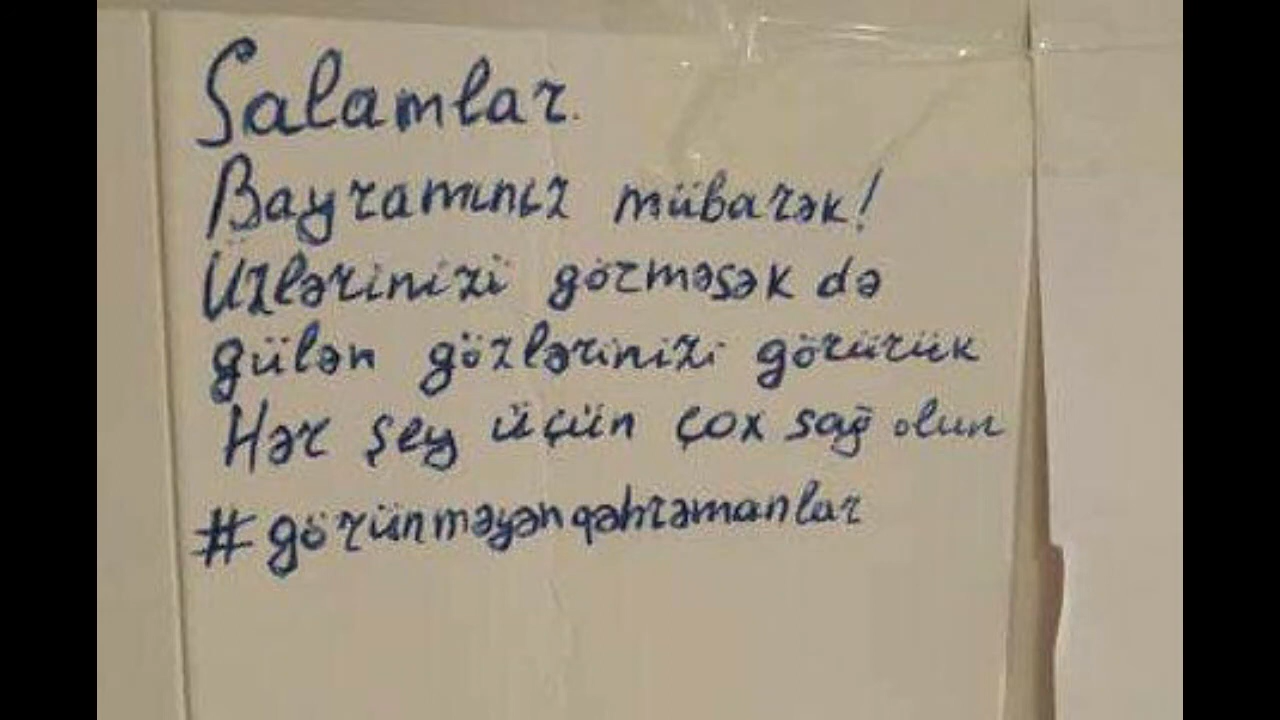 Salamlar.
Bayramınız mübarək!
Üzlərinizi görməsək də
gülən gözlərinizi görürük
Hər şey üçün çox sağ olun
#görünməyənqəhrəmanlar